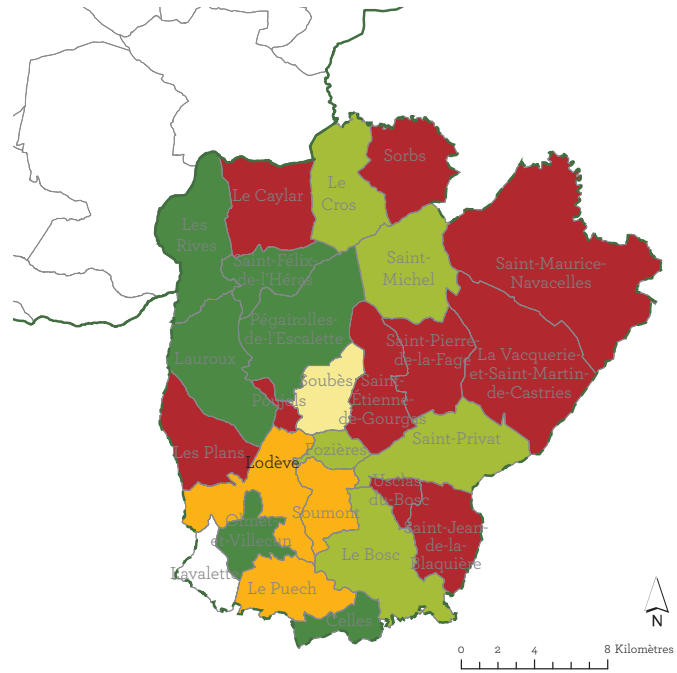 Sorbs
Le Caylar
Le
Cros
Les
Rives
Saint-
Michel
Saint-Félix-
de-l'Héras
Saint-Maurice-
Navacelles
Pégairolles-
de-l'Escalette
Saint-Pierre-
de-la-Fage
La Vacquerie-
et-Saint-Martin-
de-Castries
Lauroux
Soubès
Saint-
Étienne-
de-Gourgas
Poujols
Saint-Privat
Fozières
Les Plans
Lodève
Usclas-
du-Bosc
Soumont
Olmet-
et-Villecun
Saint-Jean-
de-la-
Blaquière
Le Bosc
Lavalette
Le Puech
Celles
N
0 2 4 8 Kilomètres